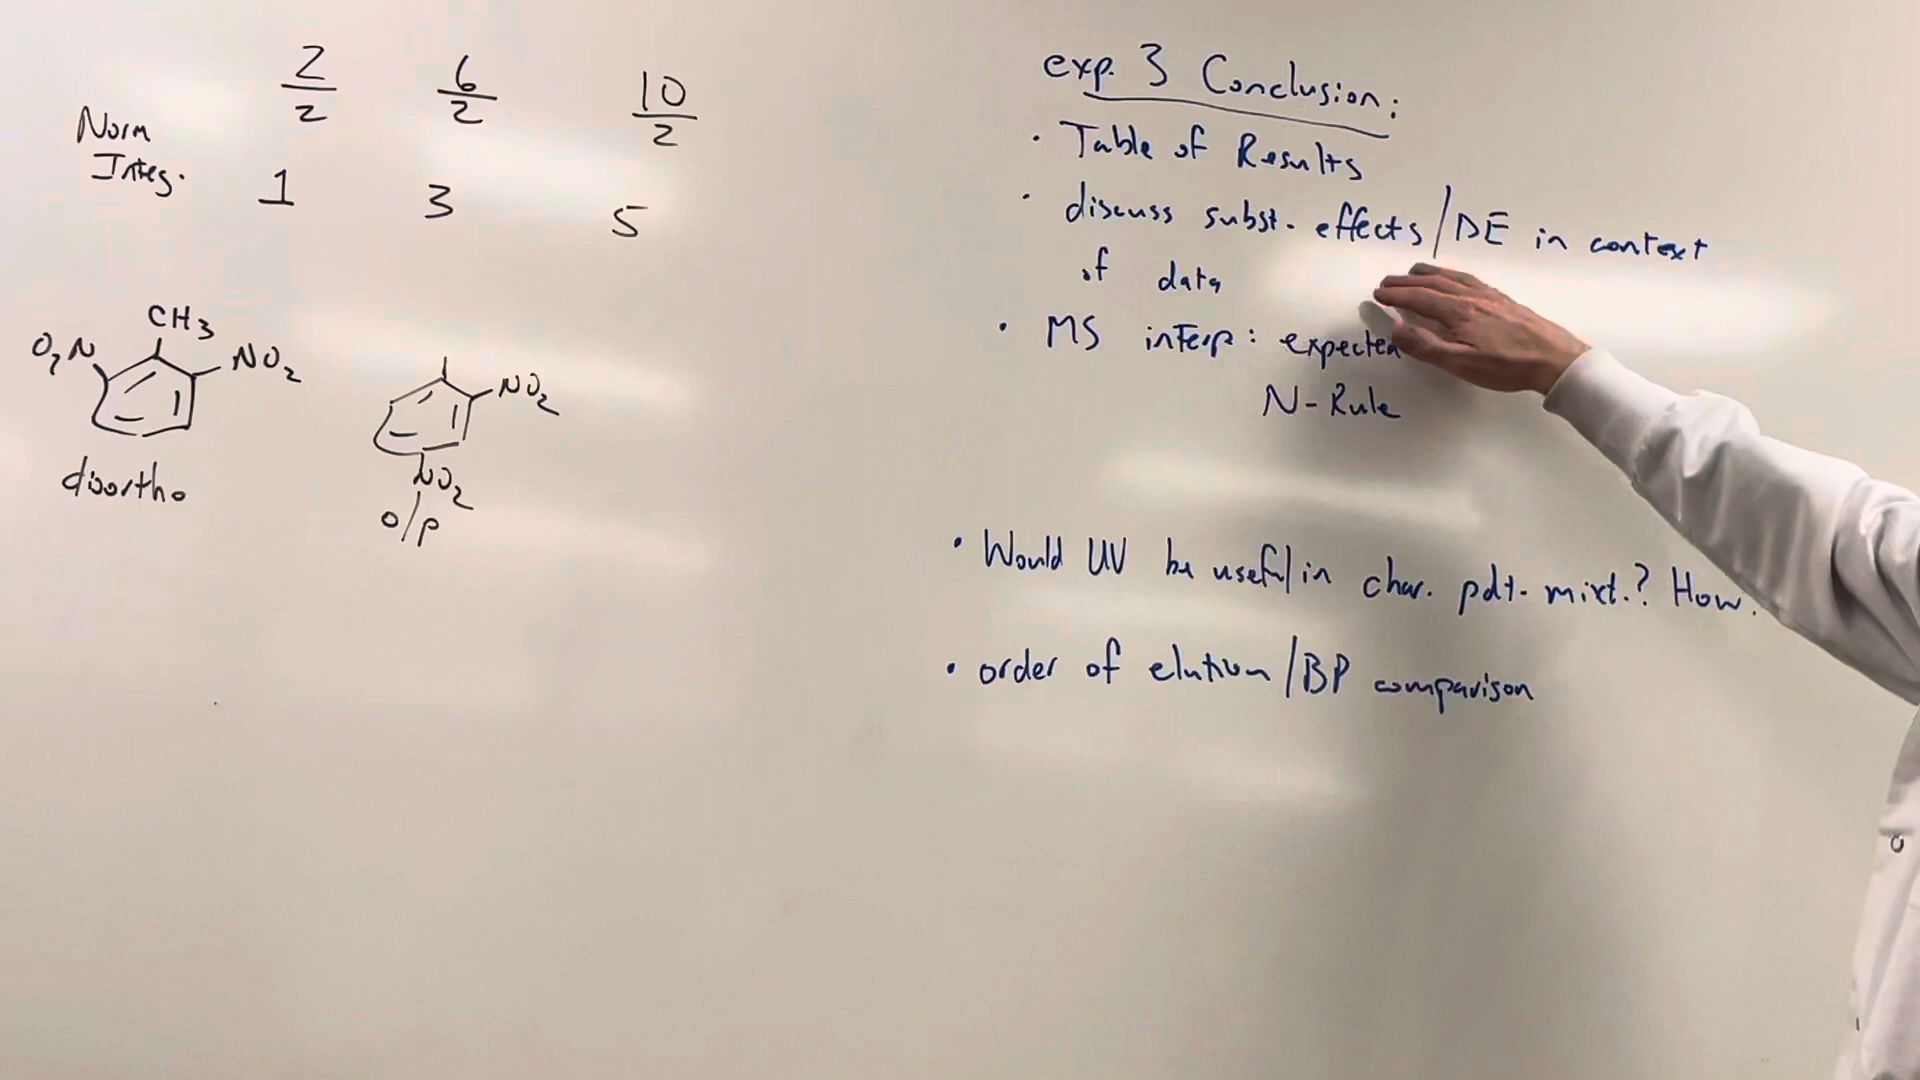 2/2 6/2 10/2
Norm
Integ. 1 3 5
CH3
O2N NO2
NO2
diortho
NO2
o/p
exp. 3 Conclusion:
· Table of Results
· discuss subst. effects/DE in context
of data
· MS interp: expected
N-Rule
· Would UV be useful in char. pdt. mixt.? How.
· order of elution/BP comparison